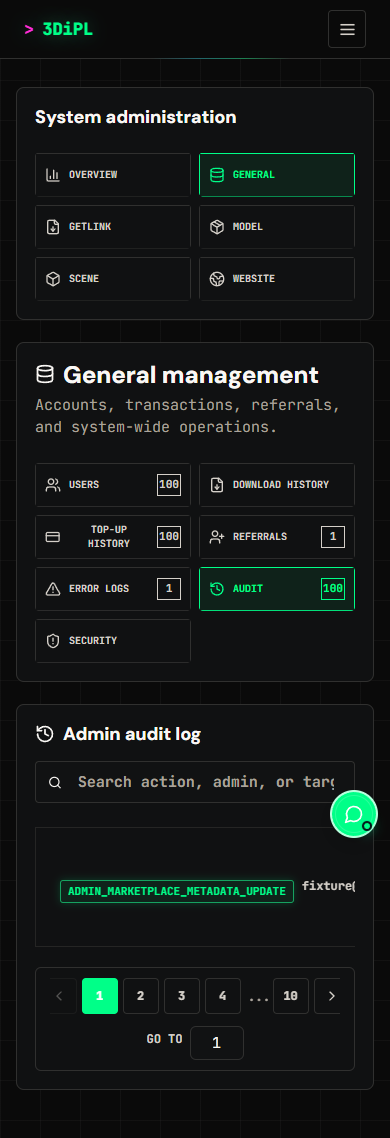 > 3DiPL
System administration
OVERVIEW
GENERAL
GETLINK
MODEL
SCENE
WEBSITE
General management
Accounts, transactions, referrals,
and system-wide operations.
USERS 100
DOWNLOAD HISTORY
TOP-UP
HISTORY 100
REFERRALS 1
ERROR LOGS 1
AUDIT 100
SECURITY
Admin audit log
Search action, admin, or targ
ADMIN_MARKETPLACE_METADATA_UPDATE fixture@
1 2 3 4 ... 10
GO TO 1